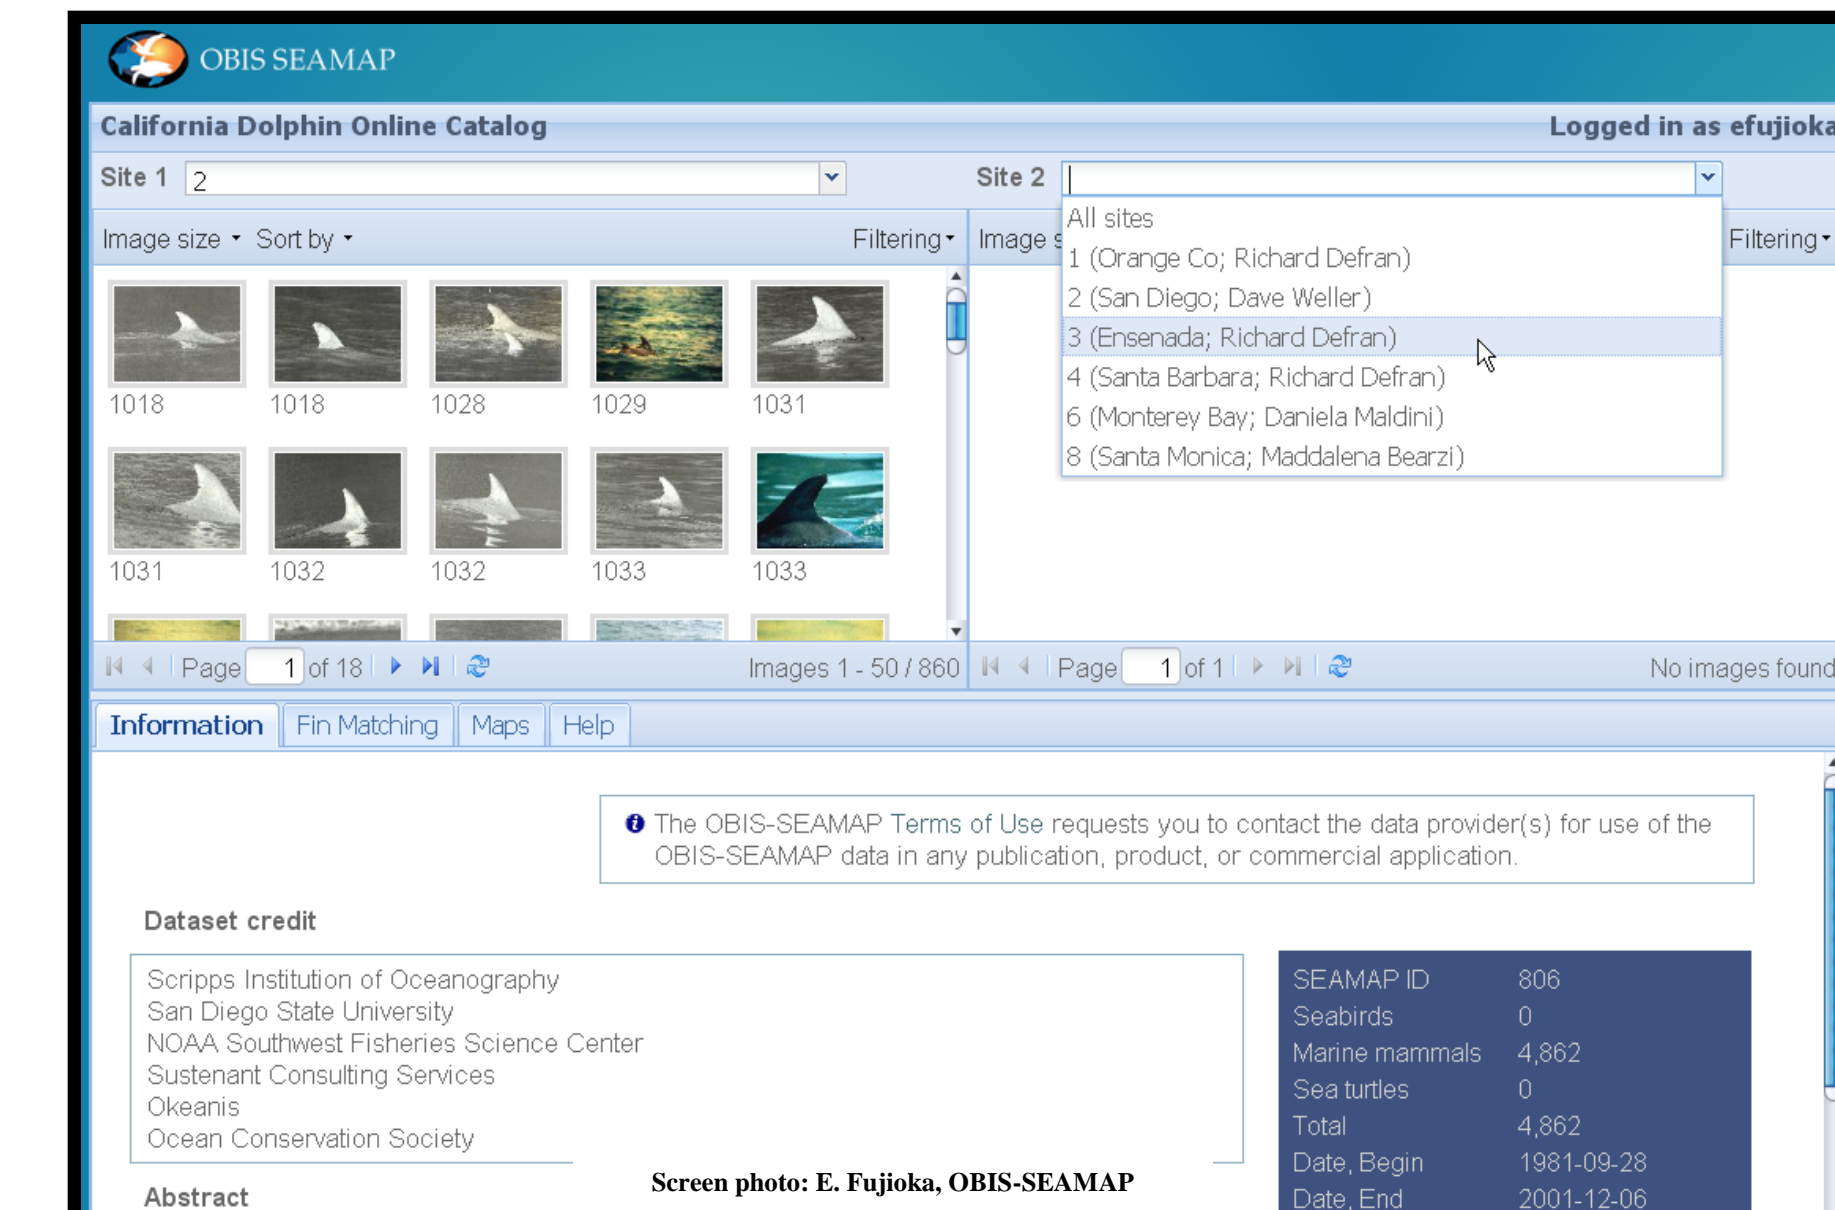 OBIS SEAMAP
California Dolphin Online Catalog
Logged in as efujioka
Site 1 2
Site 2
Image size Sort by Filtering
Image s Filtering
All sites
1 (Orange Co; Richard Defran)
2 (San Diego; Dave Weller)
3 (Ensenada; Richard Defran)
4 (Santa Barbara; Richard Defran)
6 (Monterey Bay; Daniela Maldini)
8 (Santa Monica; Maddalena Bearzi)
1018 1018 1028 1029 1031
1031 1032 1032 1033 1033
Page 1 of 18 Images 1 - 50 / 860
Page 1 of 1 No images found
Information Fin Matching Maps Help
The OBIS-SEAMAP Terms of Use requests you to contact the data provider(s) for use of the
OBIS-SEAMAP data in any publication, product, or commercial application.
Dataset credit
Scripps Institution of Oceanography
San Diego State University
NOAA Southwest Fisheries Science Center
Sustenant Consulting Services
Okeanis
Ocean Conservation Society
SEAMAP ID 806
Seabirds 0
Marine mammals 4,862
Sea turtles 0
Total 4,862
Date, Begin 1981-09-28
Date, End 2001-12-06
Screen photo: E. Fujioka, OBIS-SEAMAP
Abstract